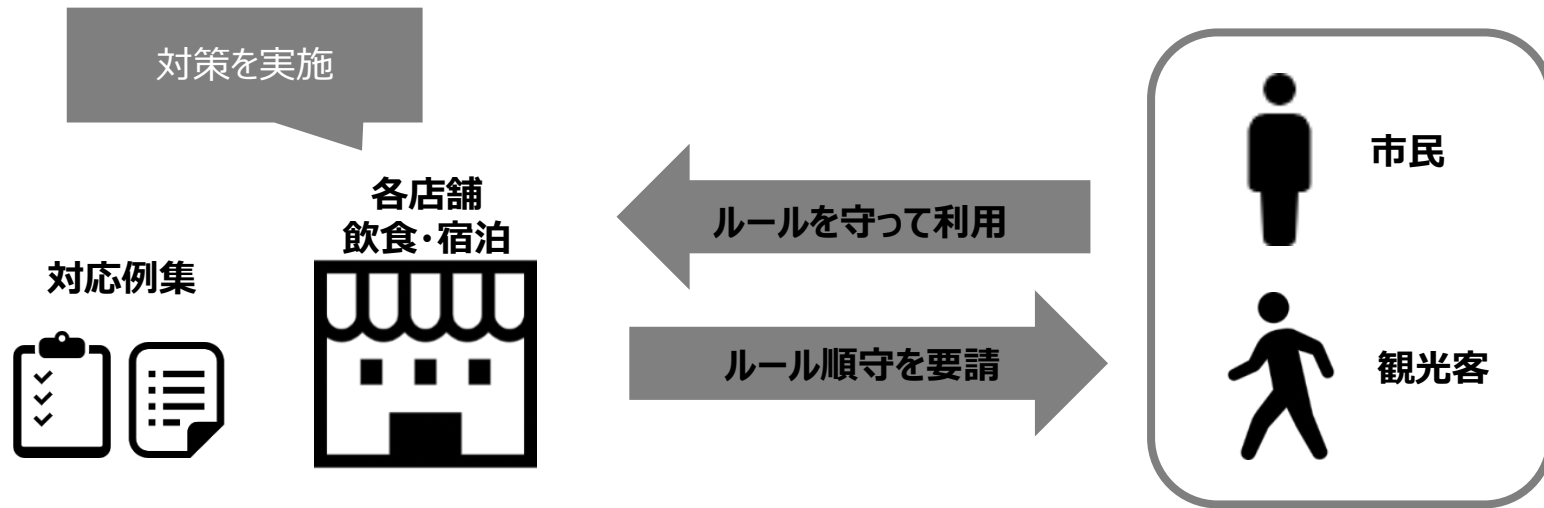 対策を実施
各店舗
飲食・宿泊
対応例集
ルールを守って利用
ルール順守を要請
市民
観光客